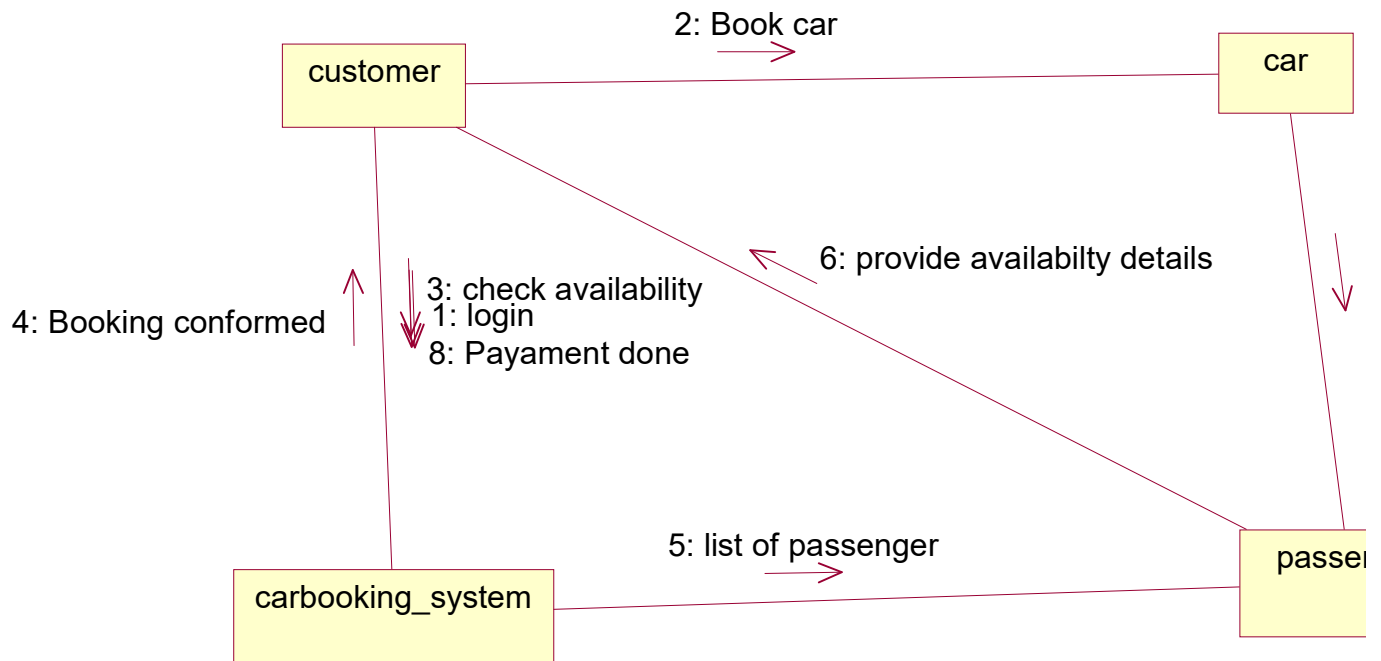 2: Book car
customer
car
6: provide availabilty details
3: check availability
1: login
4: Booking conformed
8: Payament done
5: list of passenger
carbooking_system